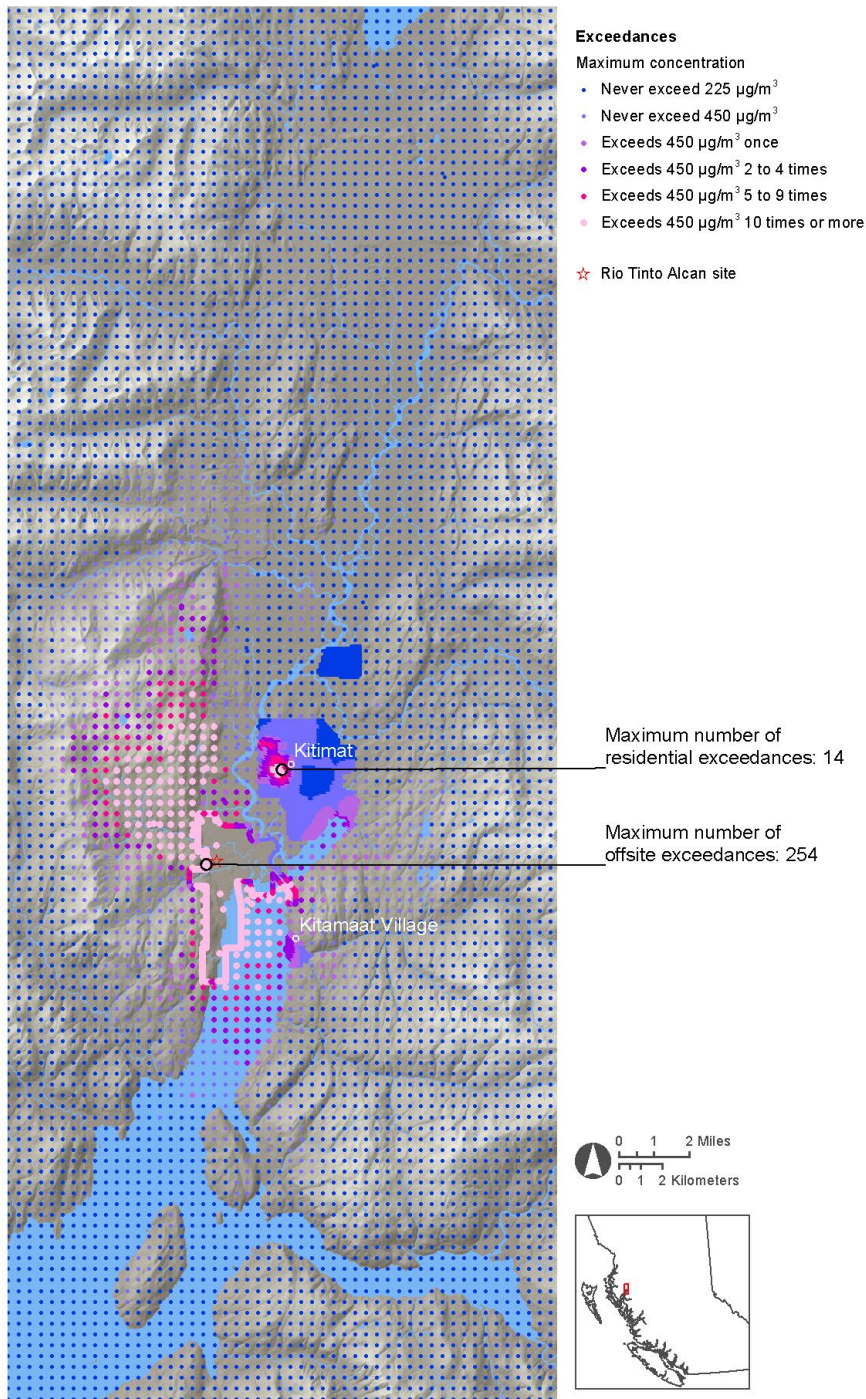 Exceedances
Maximum concentration
Never exceed 225 µg/m³
Never exceed 450 µg/m³
Exceeds 450 µg/m³ once
Exceeds 450 µg/m³ 2 to 4 times
Exceeds 450 µg/m³ 5 to 9 times
Exceeds 450 µg/m³ 10 times or more
Rio Tinto Alcan site
Kitimat
Maximum number of
residential exceedances: 14
Maximum number of
offsite exceedances: 254
Kitamaat Village
0 1 2 Miles
0 1 2 Kilometers